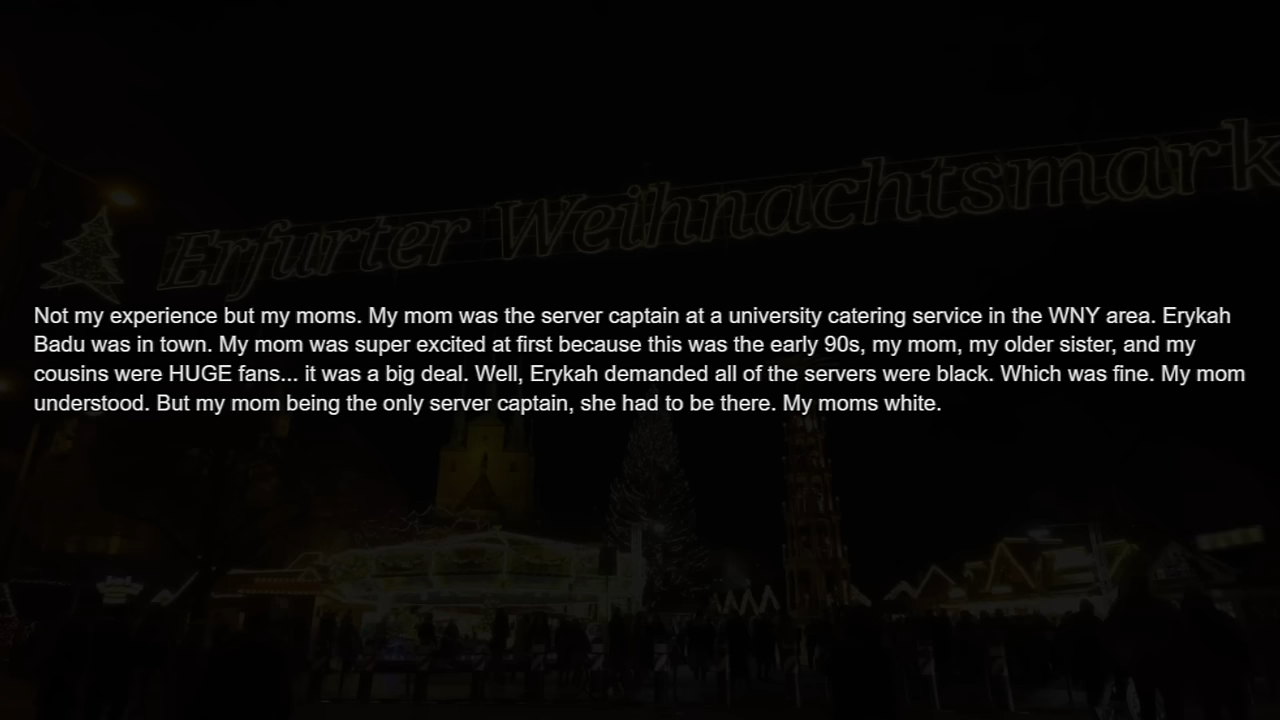 Erfurter Weihnachtsmark
Not my experience but my moms. My mom was the server captain at a university catering service in the WNY area. Erykah
Badu was in town. My mom was super excited at first because this was the early 90s, my mom, my older sister, and my
cousins were HUGE fans... it was a big deal. Well, Erykah demanded all of the servers were black. Which was fine. My mom
understood. But my mom being the only server captain, she had to be there. My moms white.